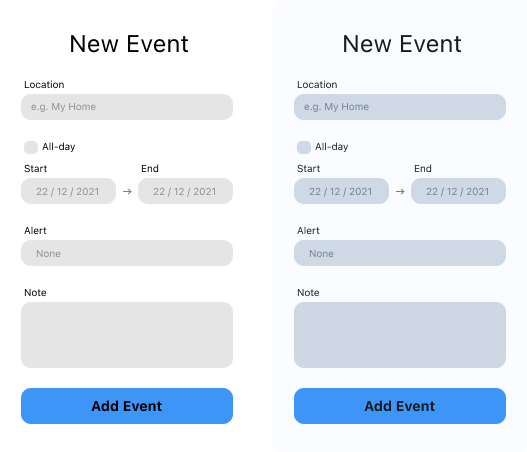 New Event
Location
e.g. My Home
All-day
Start
End
22 / 12 / 2021 → 22 / 12 / 2021
Alert
None
Note
Add Event
New Event
Location
e.g. My Home
All-day
Start
End
22 / 12 / 2021 → 22 / 12 / 2021
Alert
None
Note
Add Event